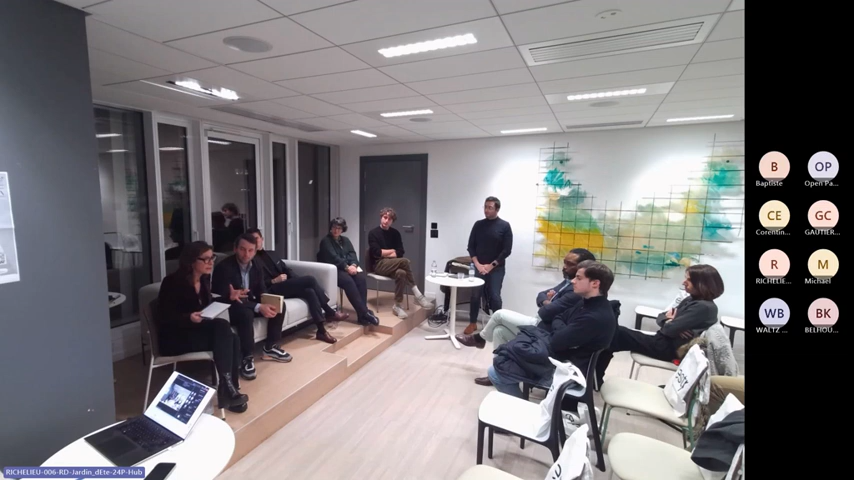 B
OP
Baptiste
Open Pa...
CE
GC
Corentin...
GAUTIER...
R
M
RICHELIE...
Michael
WB
BK
WALTZ ...
BELHOU...
RICHELIEU-006-RD-Jardin_dEte-24P-Hub